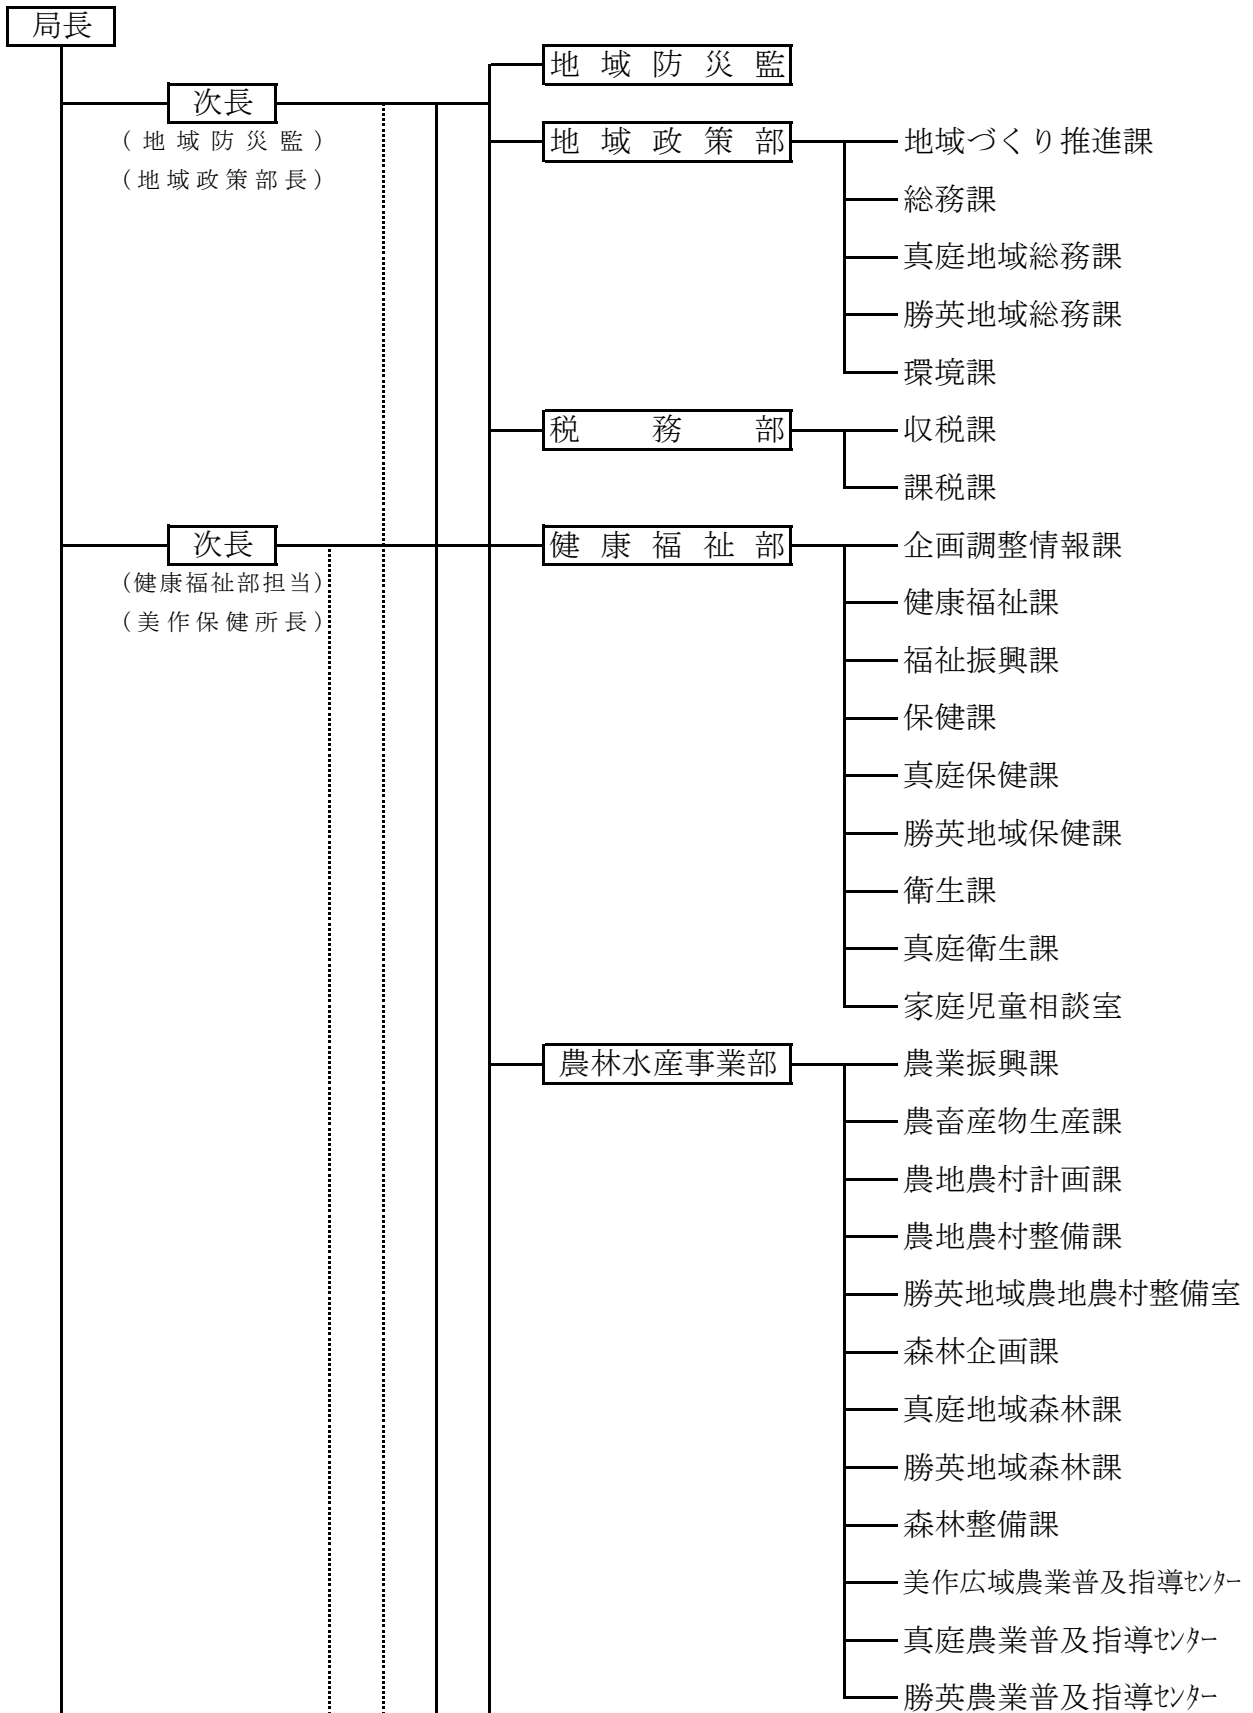 局長
地域防災監
次長
(地域防災監)
(地域政策部長)
地域政策部
地域づくり推進課
総務課
真庭地域総務課
勝英地域総務課
環境課
税務部
収税課
課税課
次長
(健康福祉部担当)
(美作保健所長)
健康福祉部
企画調整情報課
健康福祉課
福祉振興課
保健課
真庭保健課
勝英地域保健課
衛生課
真庭衛生課
家庭児童相談室
農林水産事業部
農業振興課
農畜産物生産課
農地農村計画課
農地農村整備課
勝英地域農地農村整備室
森林企画課
真庭地域森林課
勝英地域森林課
森林整備課
美作広域農業普及指導ｾﾝﾀｰ
真庭農業普及指導ｾﾝﾀｰ
勝英農業普及指導ｾﾝﾀｰ